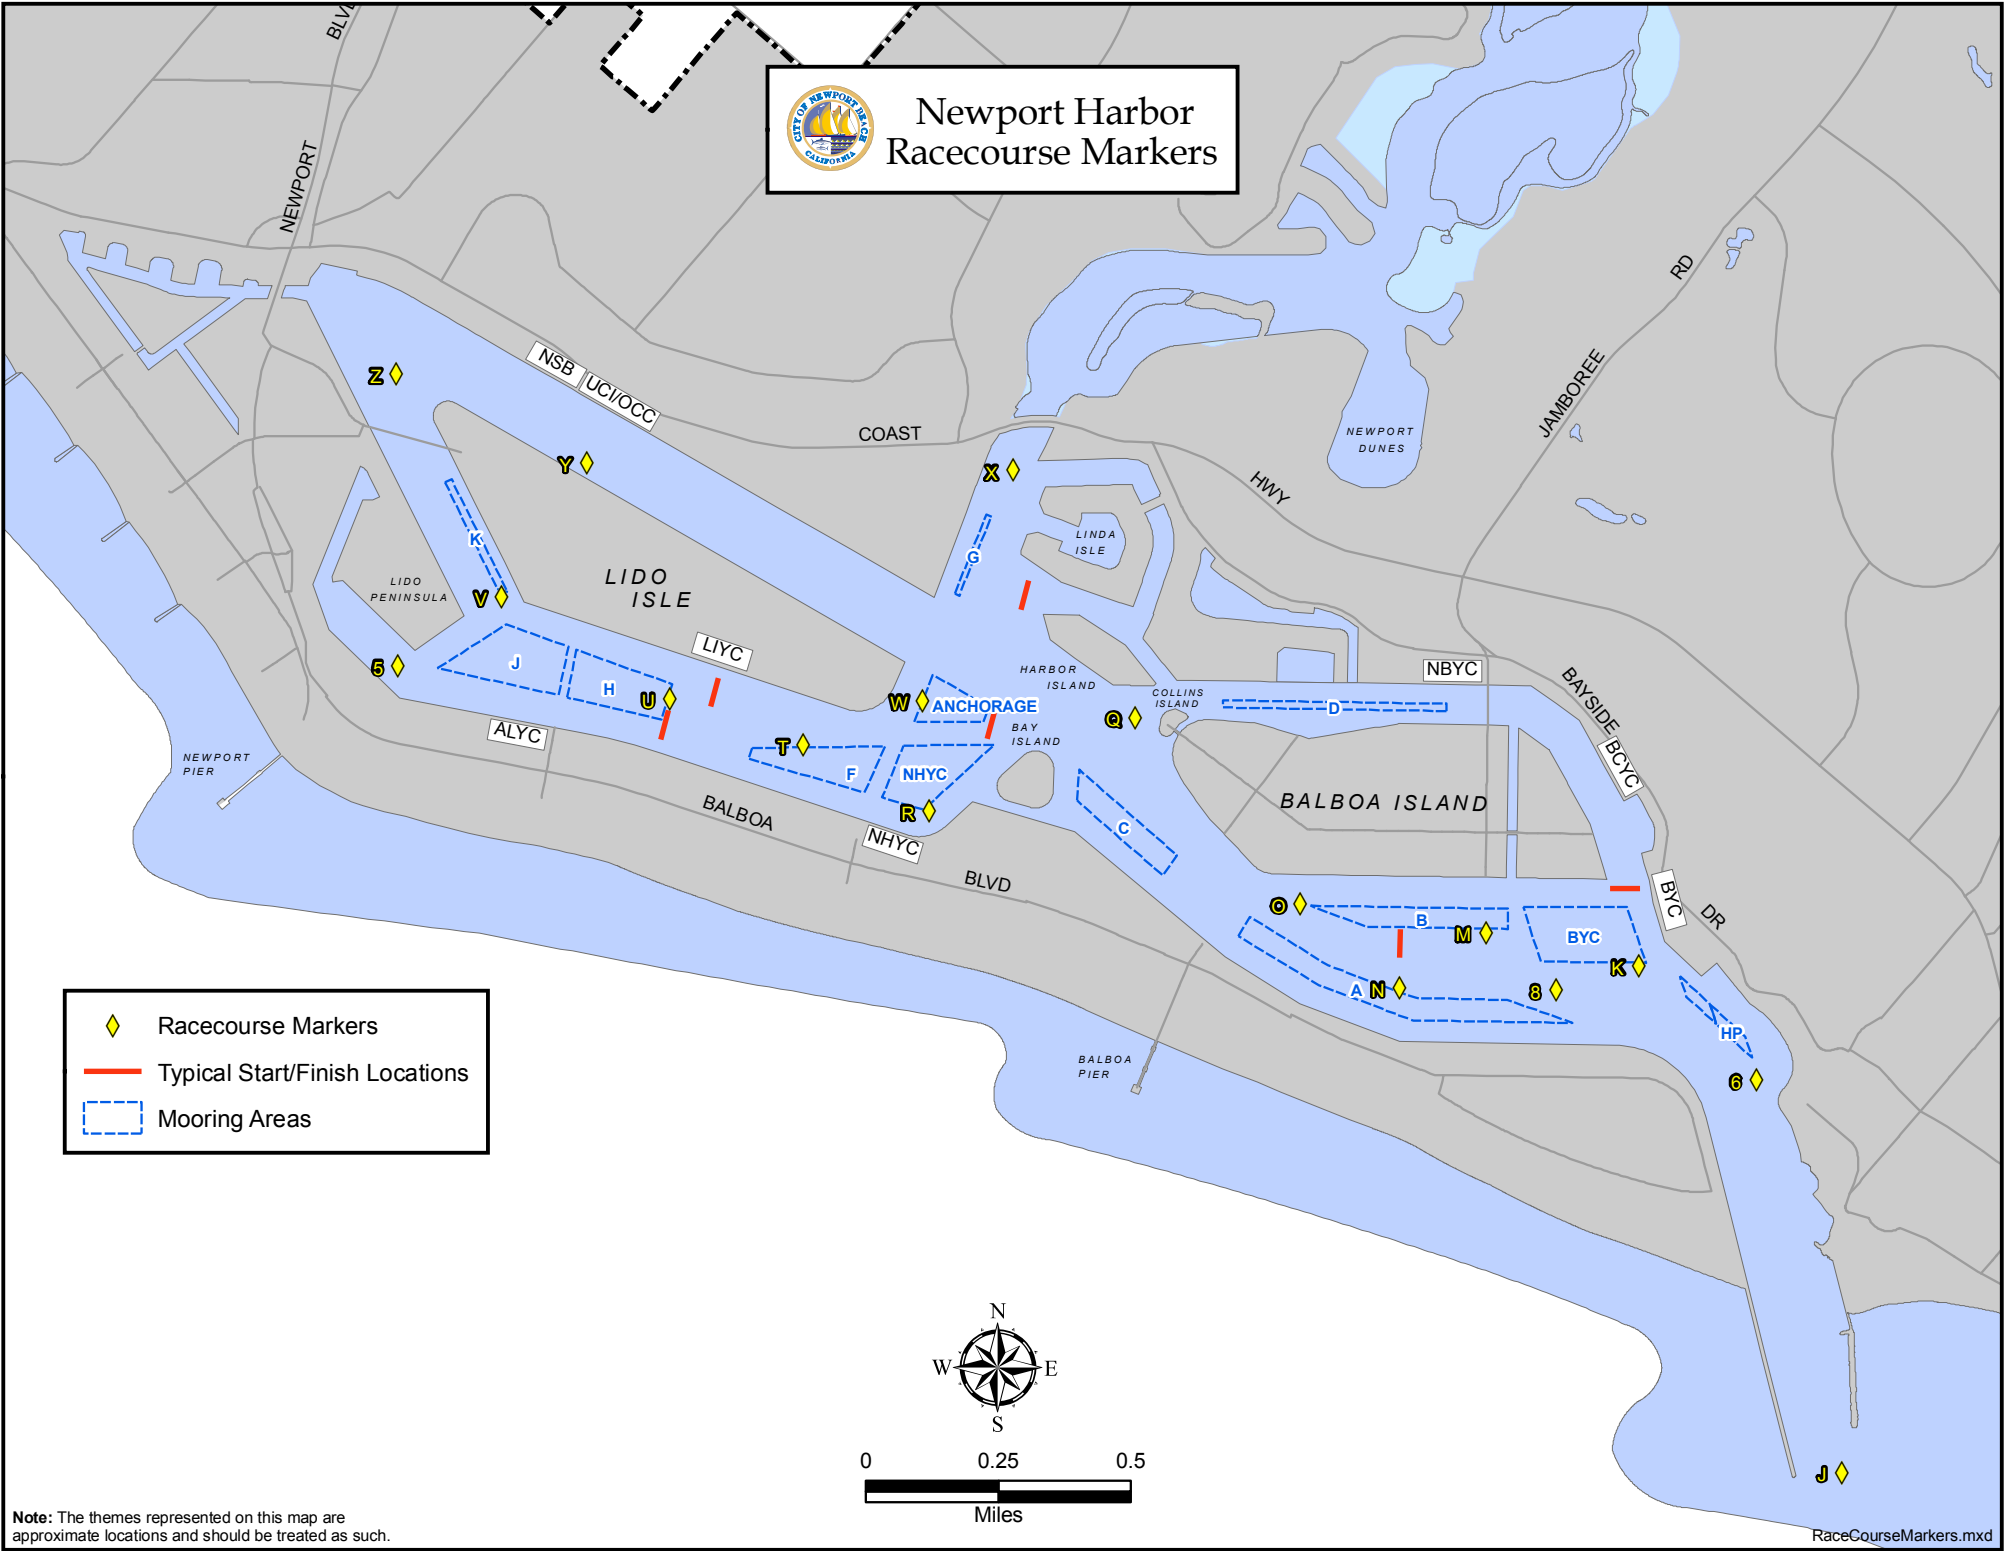 BLVD
NEWPORT
CITY OF NEWPORT BEACH
CALIFORNIA
Newport Harbor
Racecourse Markers
RD
JAMBOREE
Z
NSB
UCI/OCC
COAST
NEWPORT
DUNES
Y
X
HWY
K
G
LINDA
ISLE
LIDO
PENINSULA
V
LIDO
ISLE
5
J
H
U
LIYC
ALYC
W
ANCHORAGE
HARBOR
ISLAND
BAY
ISLAND
Q
COLLINS
ISLAND
D
NBYC
BAYSIDE
BCYC
NEWPORT
PIER
T
F
NHYC
R
BALBOA
NHYC
BLVD
C
BALBOA ISLAND
BYC
DR
O
B
M
BYC
K
A
N
8
HP
6
BALBOA
PIER
J
Racecourse Markers
Typical Start/Finish Locations
Mooring Areas
N
W
E
S
0 0.25 0.5
Miles
Note: The themes represented on this map are
approximate locations and should be treated as such.
RaceCourseMarkers.mxd